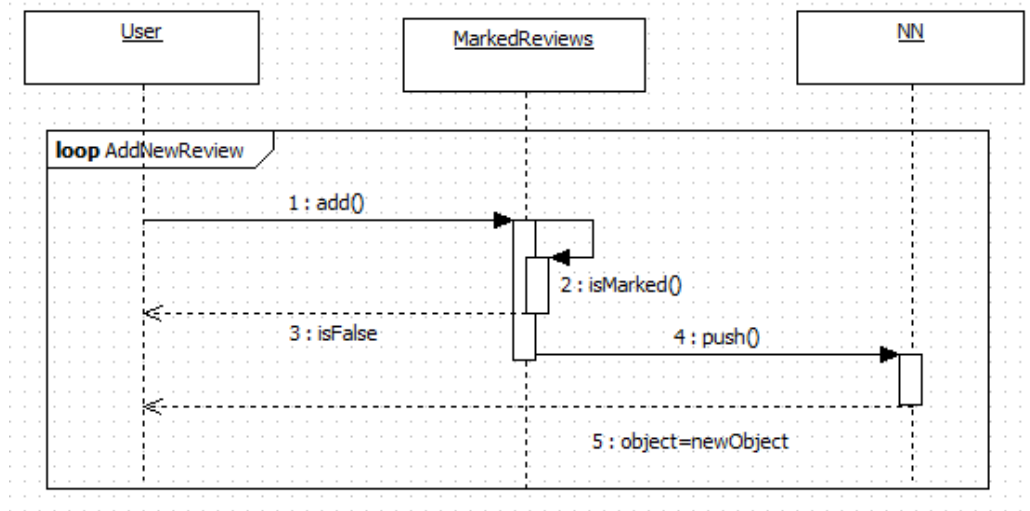 User
MarkedReviews
NN
loop AddNewReview
1 : add()
2 : isMarked()
3 : isFalse
4 : push()
5 : object=newObject